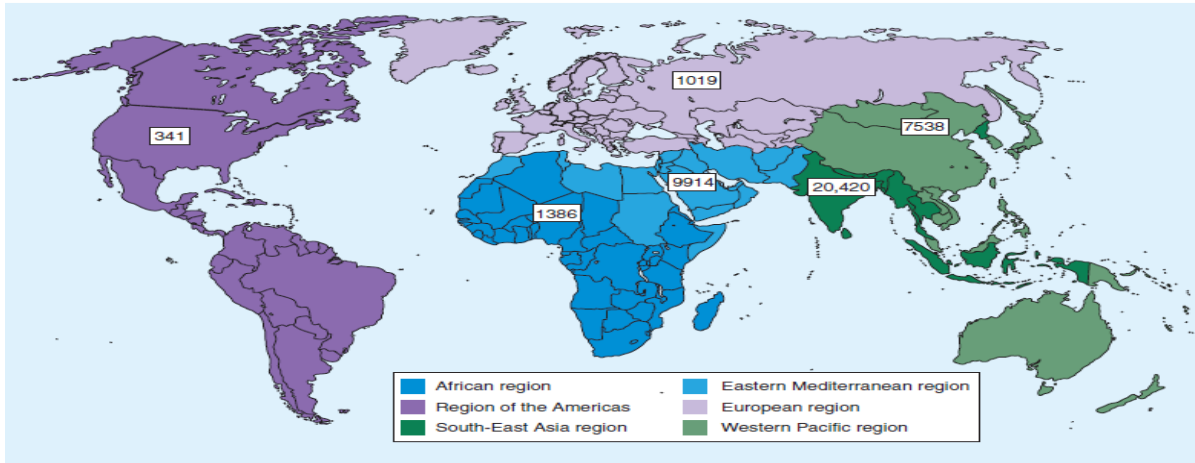 1019
7538
341
9914
20,420
1386
African region
Eastern Mediterranean region
Region of the Americas
European region
South-East Asia region
Western Pacific region